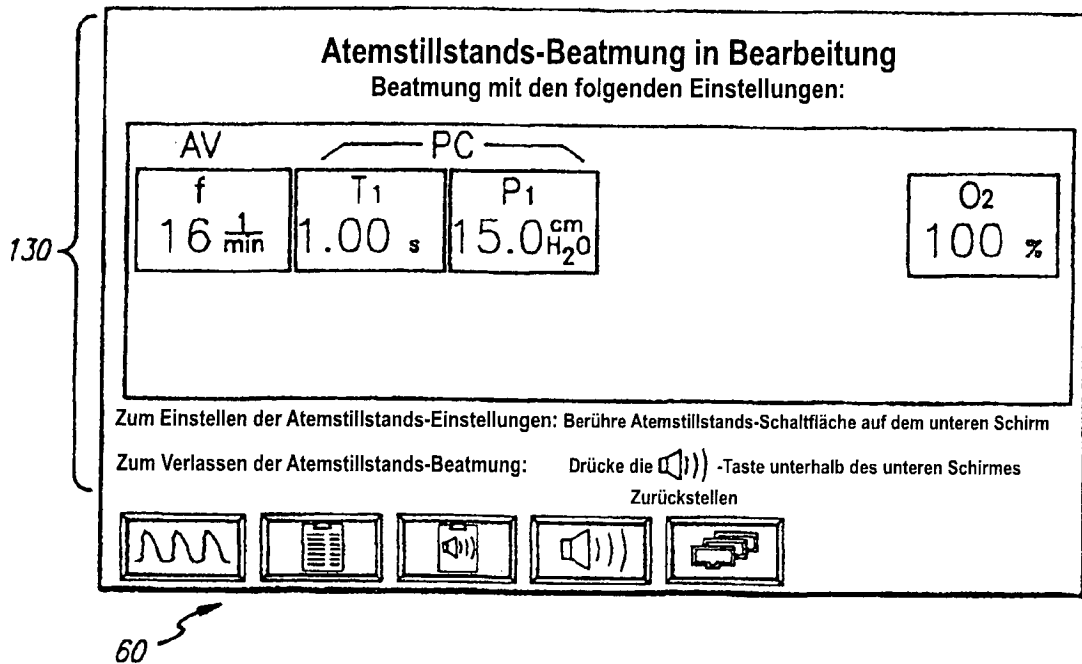 Atemstillstands-Beatmung in Bearbeitung
Beatmung mit den folgenden Einstellungen:
AV PC
f T1 P1 O2
16 1/min 1.00 s 15.0 cm H2O 100 %
130
Zum Einstellen der Atemstillstands-Einstellungen: Berühre Atemstillstands-Schaltfläche auf dem unteren Schirm
Zum Verlassen der Atemstillstands-Beatmung: Drücke die -Taste unterhalb des unteren Schirmes
Zurückstellen
60